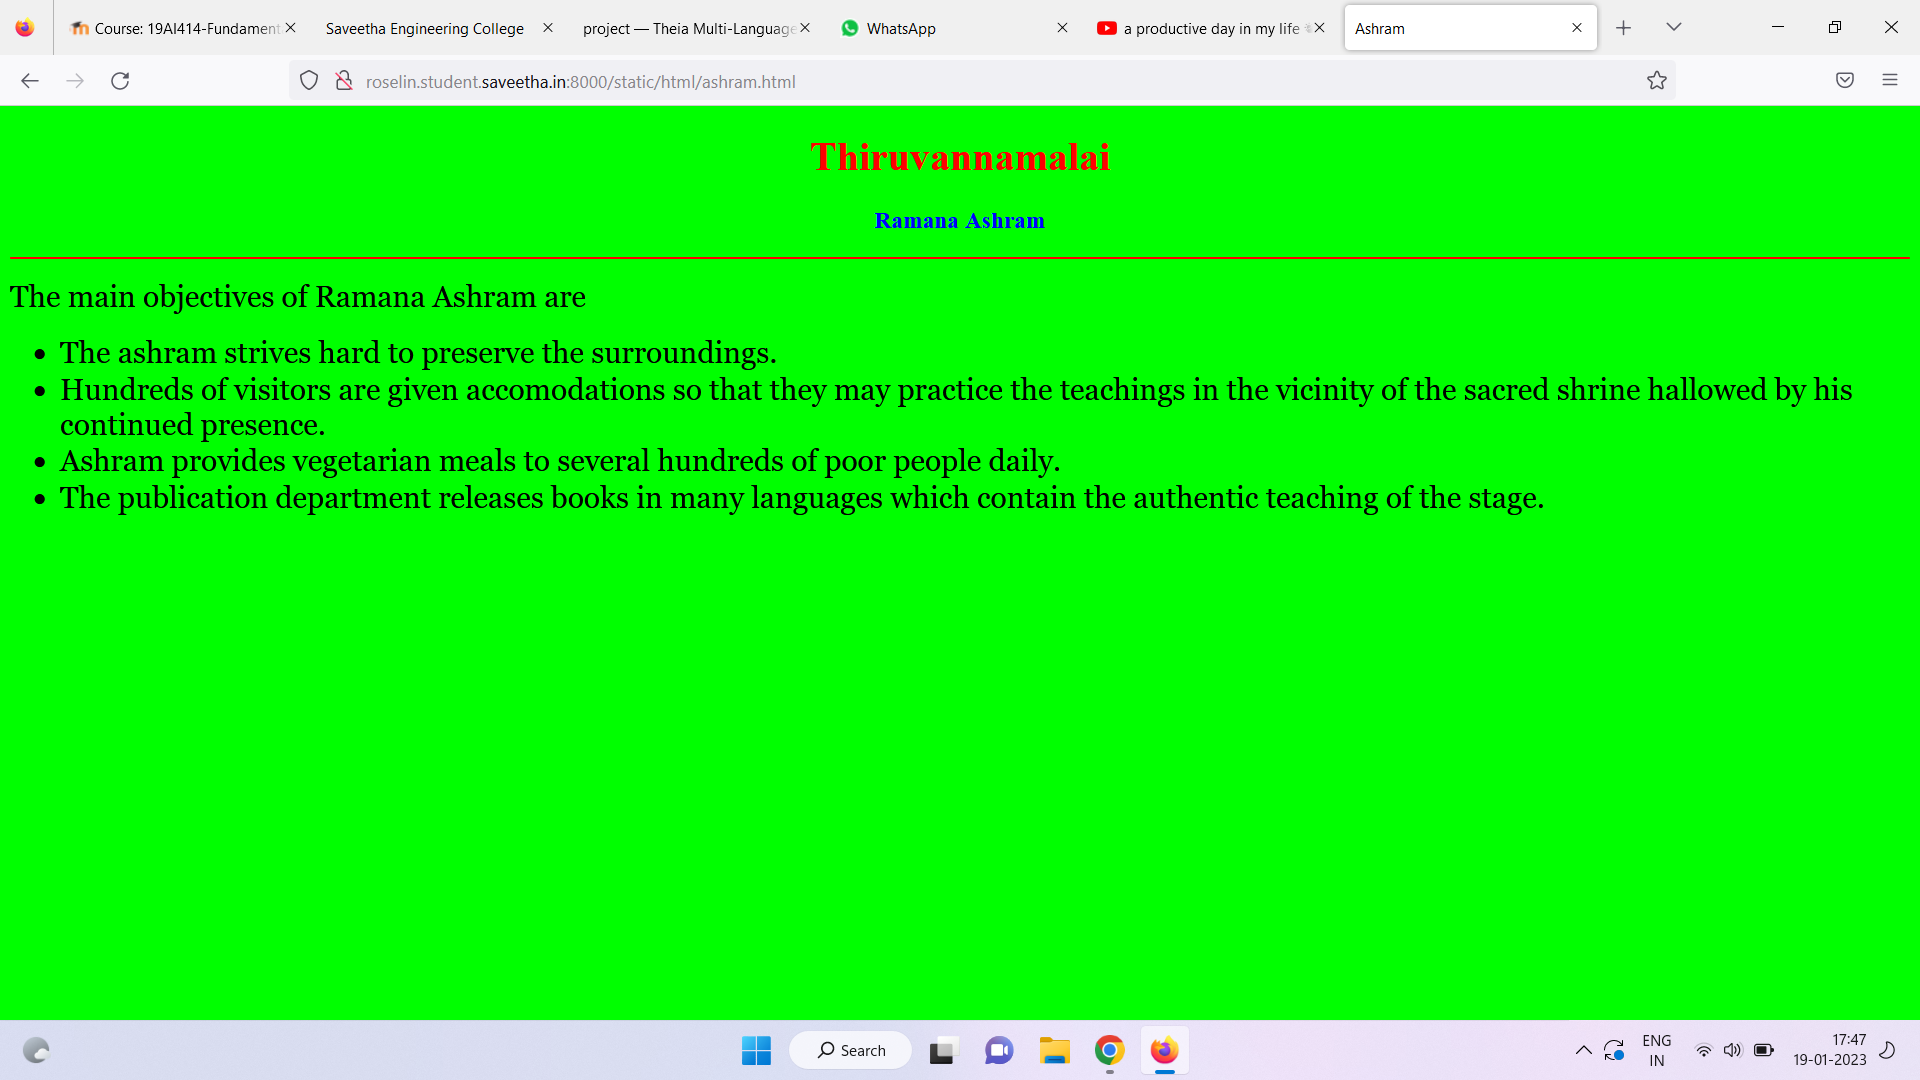 Course: 19AI414-Fundament
Saveetha Engineering College
project — Theia Multi-Language
WhatsApp
a productive day in my life
Ashram
roselin.student.saveetha.in:8000/static/html/ashram.html
Thiruvannamalai
Ramana Ashram
The main objectives of Ramana Ashram are
• The ashram strives hard to preserve the surroundings.
• Hundreds of visitors are given accomodations so that they may practice the teachings in the vicinity of the sacred shrine hallowed by his
continued presence.
• Ashram provides vegetarian meals to several hundreds of poor people daily.
• The publication department releases books in many languages which contain the authentic teaching of the stage.
Search
ENG
IN
17:47
19-01-2023